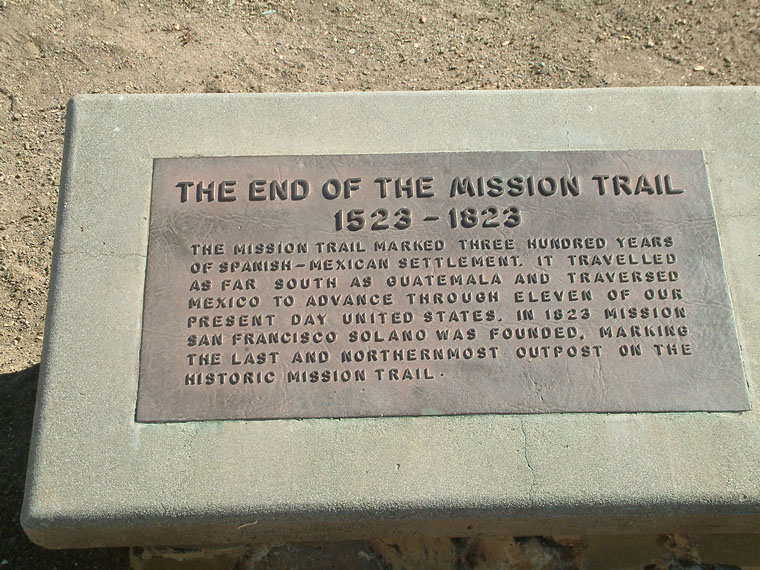 THE END OF THE MISSION TRAIL
1523-1823
THE MISSION TRAIL MARKED THREE HUNDRED YEARS
OF SPANISH-MEXICAN SETTLEMENT. IT TRAVELLED
AS FAR SOUTH AS GUATEMALA AND TRAVERSED
MEXICO TO ADVANCE THROUGH ELEVEN OF OUR
PRESENT DAY UNITED STATES. IN 1823 MISSION
SAN FRANCISCO SOLANO WAS FOUNDED, MARKING
THE LAST AND NORTHERNMOST OUTPOST ON THE
HISTORIC MISSION TRAIL.